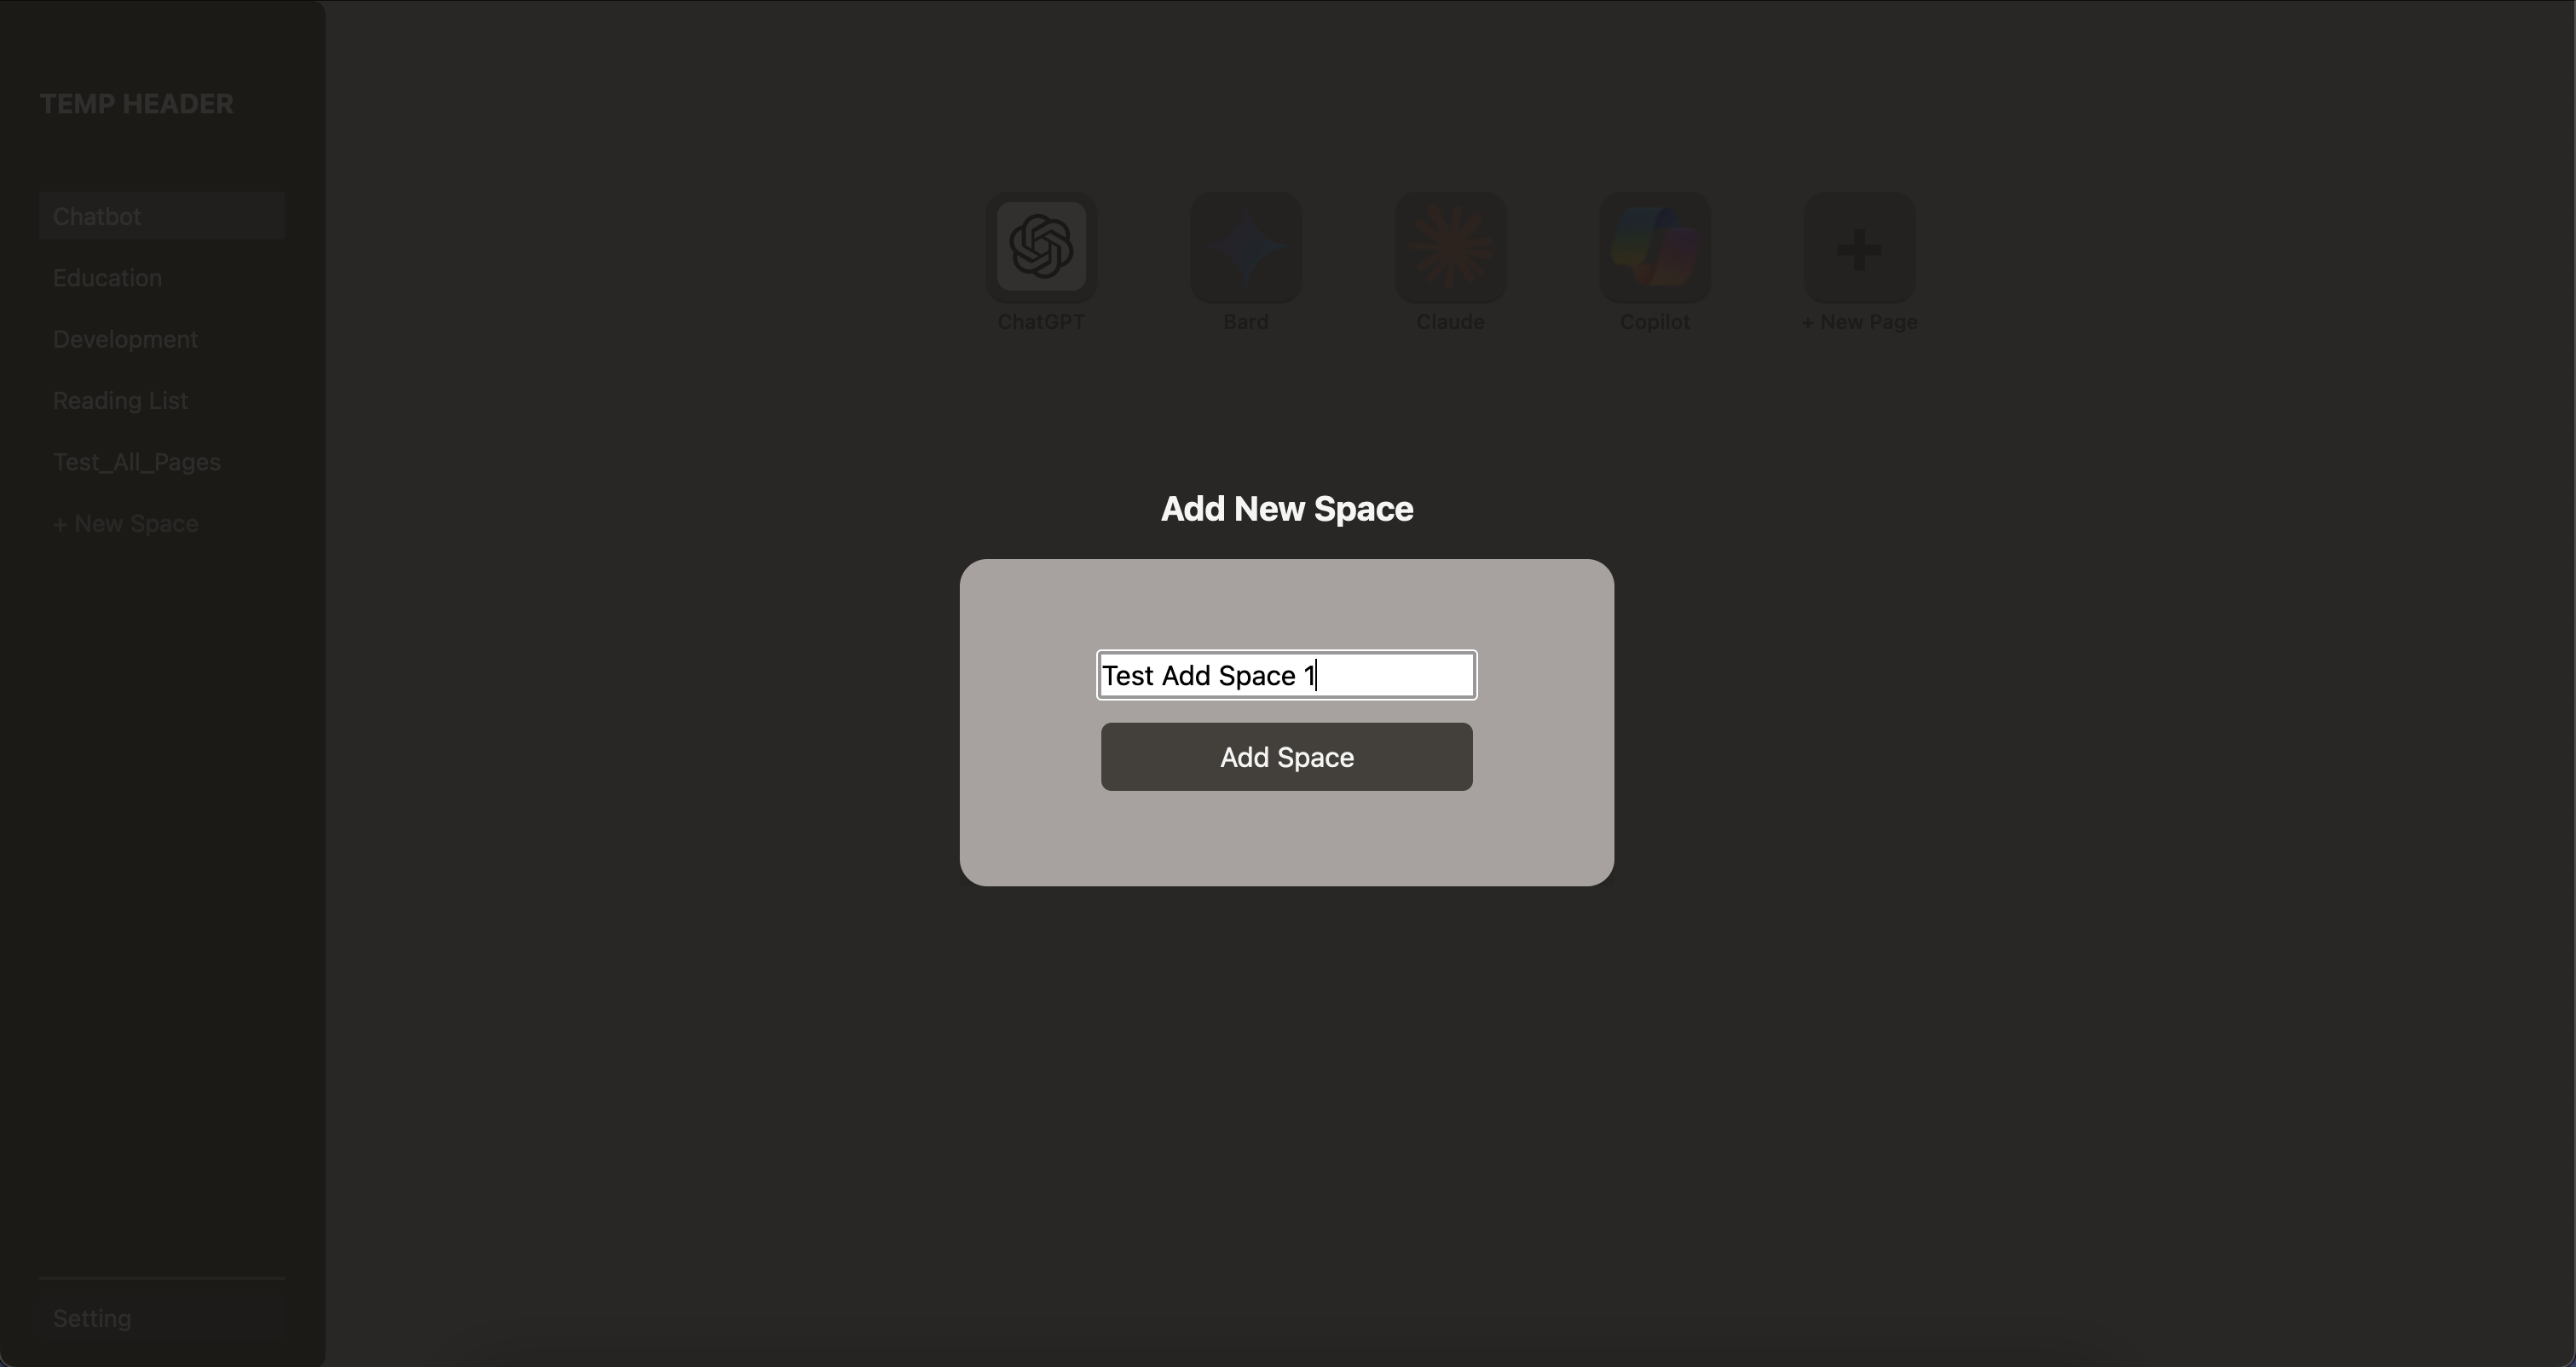 TEMP HEADER
Chatbot
Education
Development
Reading List
Test_All_Pages
+ New Space
Setting
ChatGPT
Bard
Claude
Copilot
+ New Page
Add New Space
Test Add Space 1
Add Space